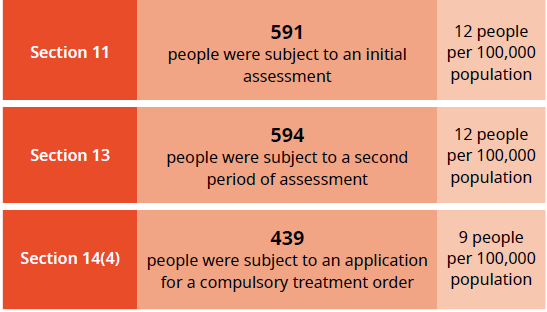 Section 11
591
people were subject to an initial
assessment
12 people
per 100,000
population
Section 13
594
people were subject to a second
period of assessment
12 people
per 100,000
population
Section 14(4)
439
people were subject to an application
for a compulsory treatment order
9 people
per 100,000
population